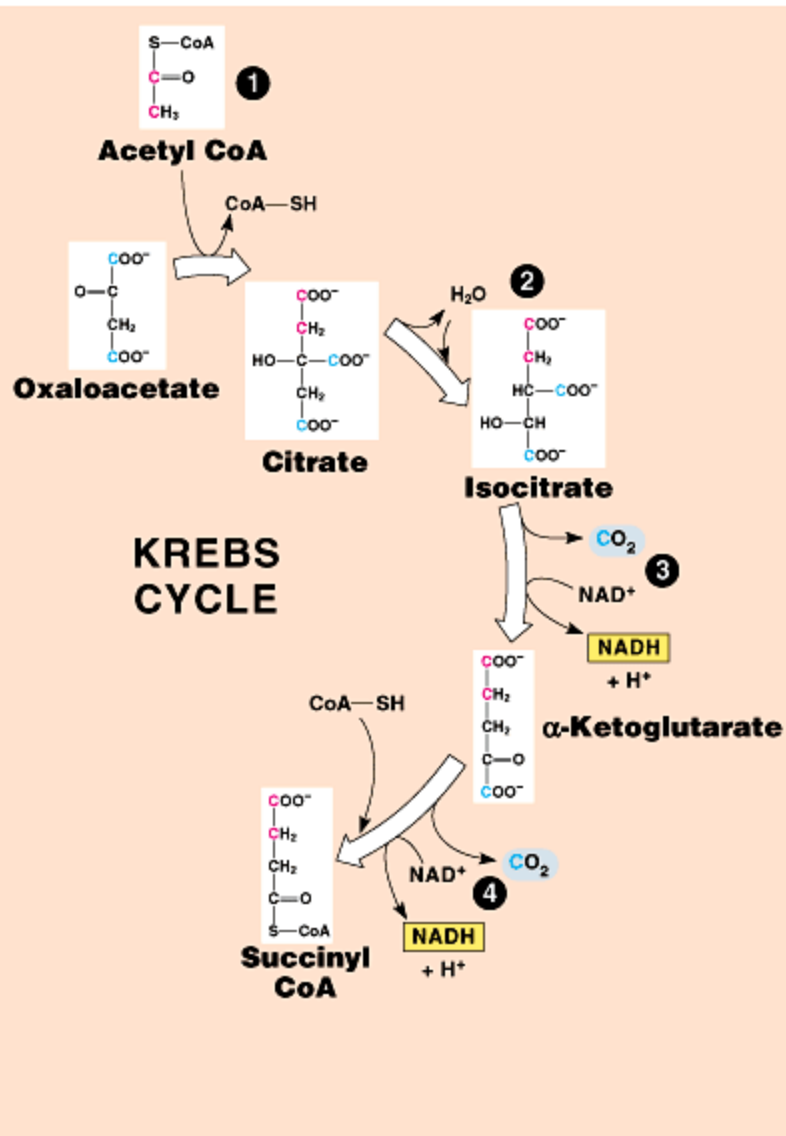 S—CoA
C=O
CH₃
1
Acetyl CoA
CoA—SH
COO⁻
O—C
CH₂
COO⁻
Oxaloacetate
COO⁻
CH₂
HO—C—COO⁻
CH₂
COO⁻
Citrate
H₂O
2
COO⁻
CH₂
HC—COO⁻
HO—CH
COO⁻
Isocitrate
KREBS
CYCLE
CO₂
3
NAD⁺
NADH
+ H⁺
COO⁻
CH₂
CH₂
C—O
COO⁻
α-Ketoglutarate
CoA—SH
COO⁻
CH₂
CH₂
C=O
S—CoA
Succinyl
CoA
CO₂
NAD⁺
4
NADH
+ H⁺